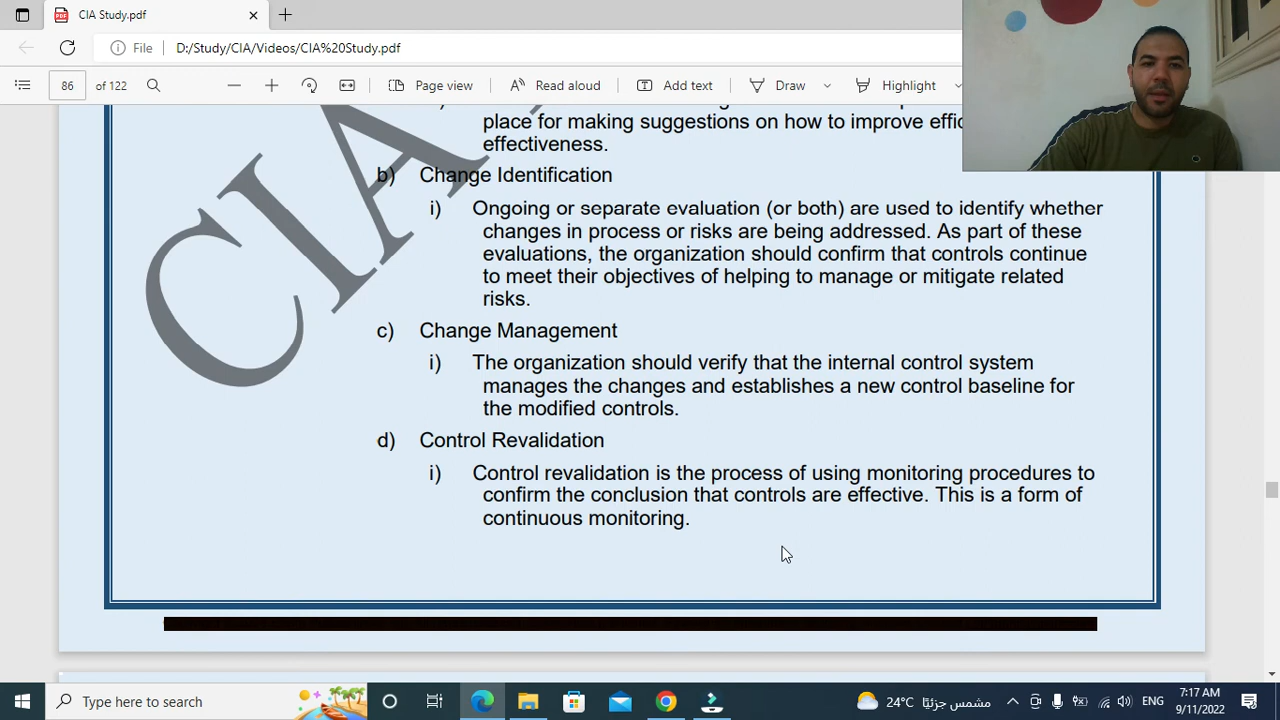 CIA Study.pdf
File D:/Study/CIA/Videos/CIA%20Study.pdf
86 of 122 Page view Read aloud Add text Draw Highlight
place for making suggestions on how to improve
effectiveness.
b) Change Identification
i) Ongoing or separate evaluation (or both) are used to identify whether
changes in process or risks are being addressed. As part of these
evaluations, the organization should confirm that controls continue
to meet their objectives of helping to manage or mitigate related
risks.
c) Change Management
i) The organization should verify that the internal control system
manages the changes and establishes a new control baseline for
the modified controls.
d) Control Revalidation
i) Control revalidation is the process of using monitoring procedures to
confirm the conclusion that controls are effective. This is a form of
continuous monitoring.
CIA
Type here to search
24°C مشمس جزئيًا ENG 7:17 AM
9/11/2022